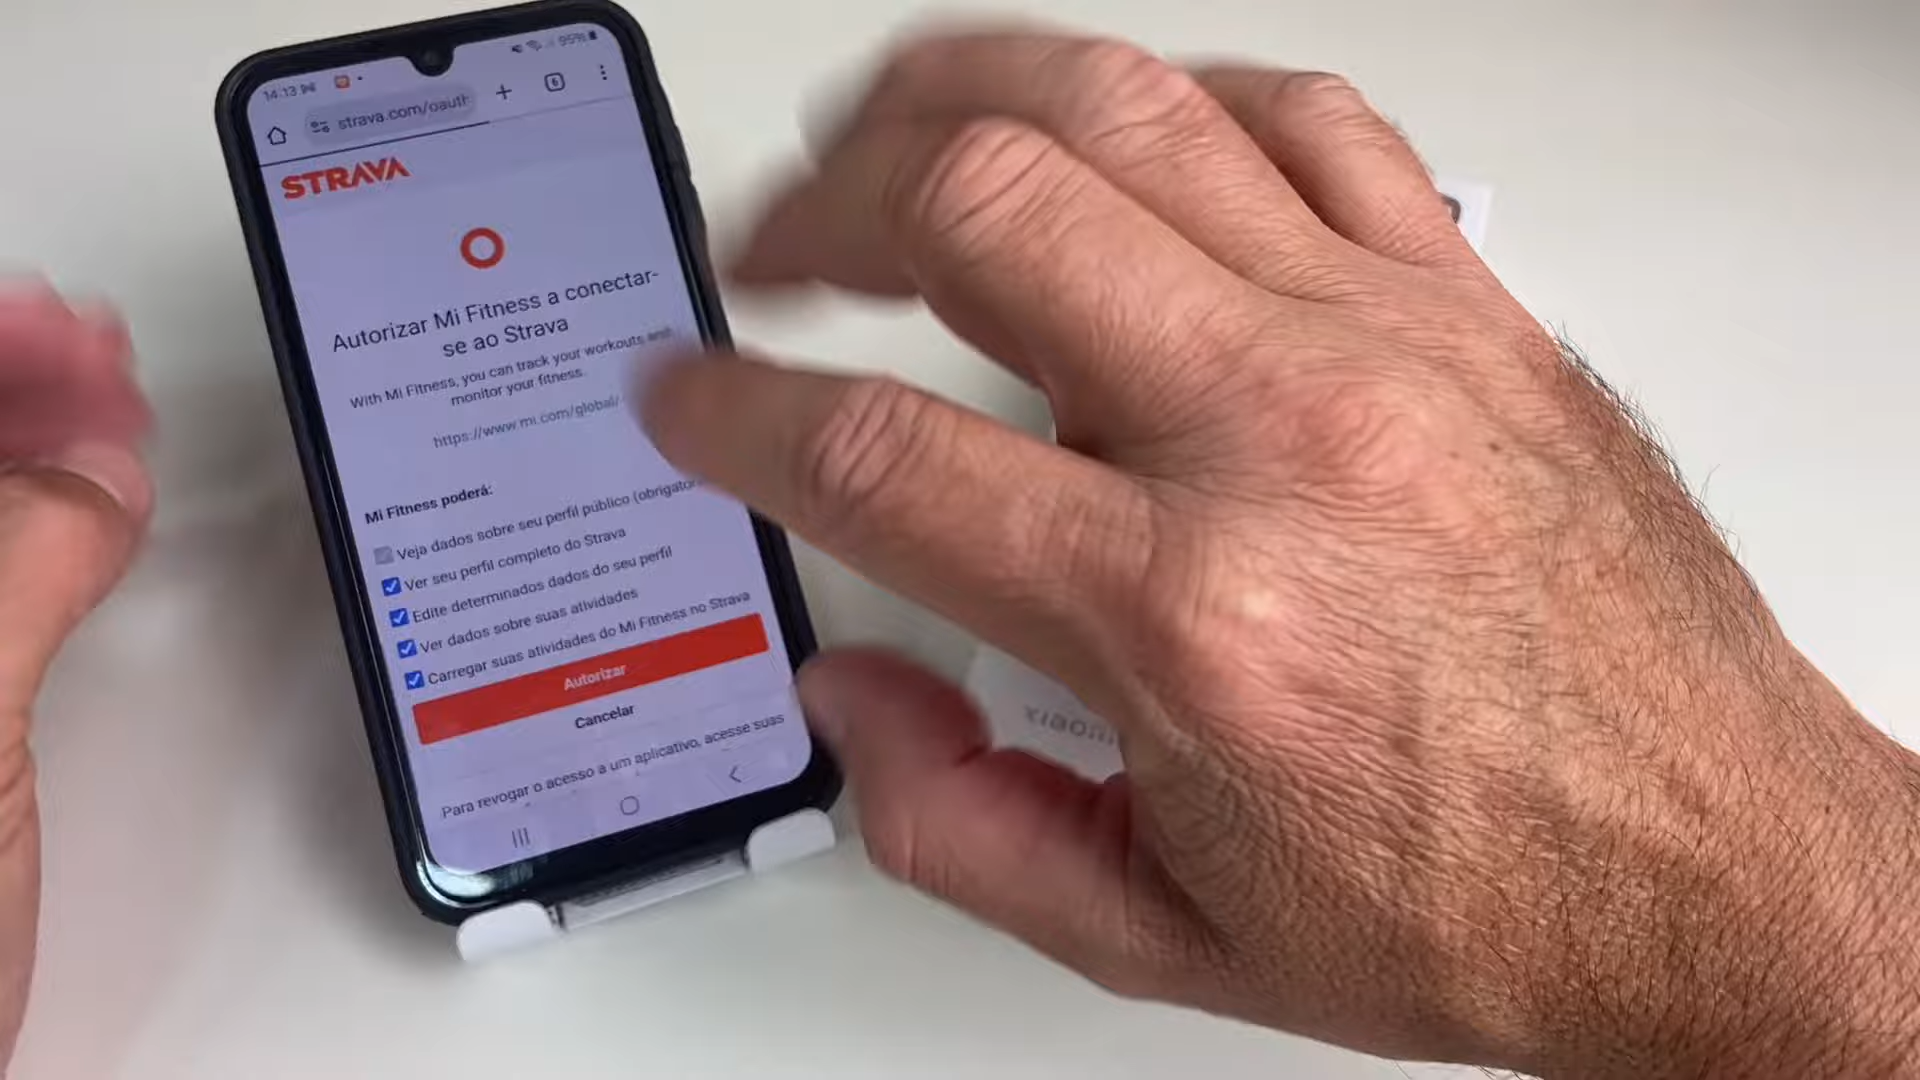 14:13
95%
strava.com/oauth
6
STRAVA
Autorizar Mi Fitness a conectar-
se ao Strava
With Mi Fitness, you can track your workouts and
monitor your fitness.
https://www.mi.com/global/
Mi Fitness poderá:
Veja dados sobre seu perfil público (obrigatóri
Ver seu perfil completo do Strava
Edite determinados dados do seu perfil
Ver dados sobre suas atividades
Carregar suas atividades do Mi Fitness no Strava
Autorizar
Cancelar
Para revogar o acesso a um aplicativo, acesse suas
xiaomi